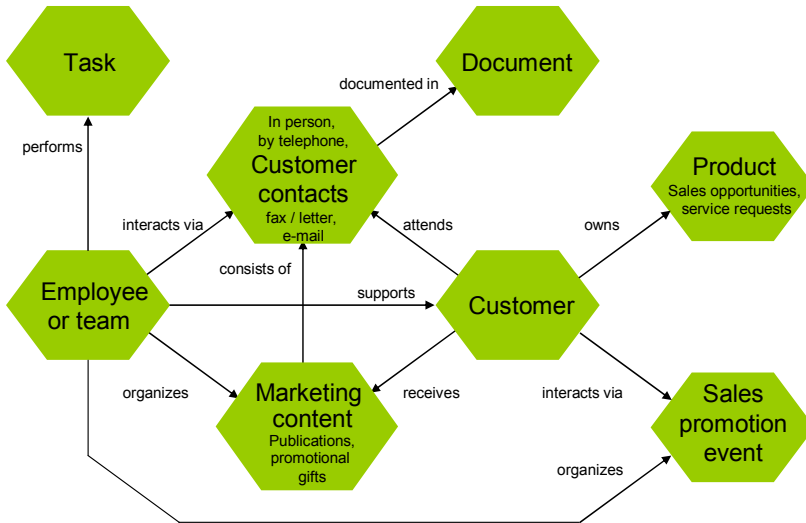 Task
Document
documented in
In person,
by telephone,
Customer
contacts
fax / letter,
e-mail
performs
Product
Sales opportunities,
service requests
interacts via
attends
owns
consists of
Employee
or team
supports
Customer
organizes
Marketing
content
Publications,
promotional
gifts
receives
interacts via
Sales
promotion
event
organizes